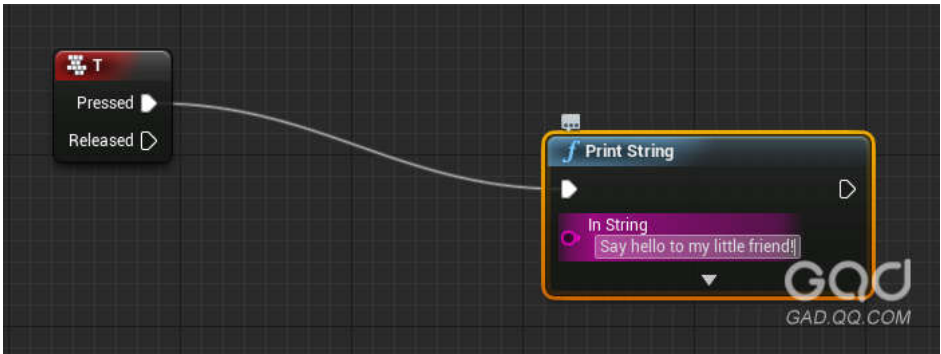 T
Pressed
Released
Print String
In String
Say hello to my little friend!
GAD
GAD.QQ.COM